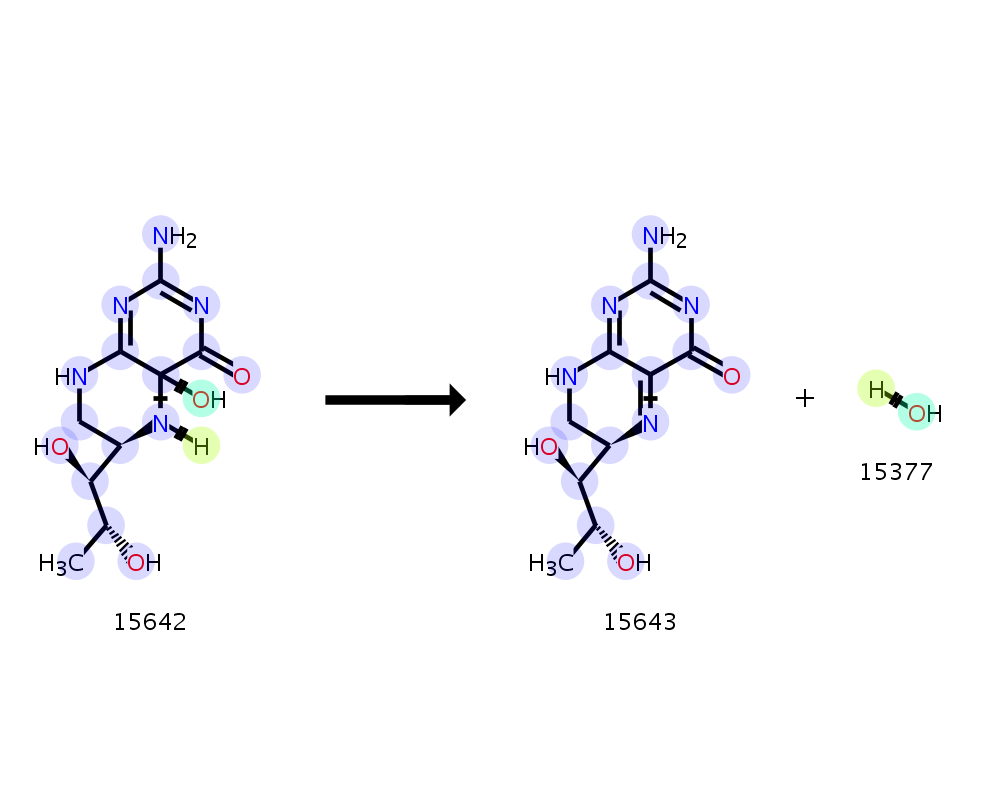 NH2
N N
HN O
OH
N
HO H
H3C OH
15642
NH2
N N
HN O
N
HO
H3C OH
15643
+
H
OH
15377